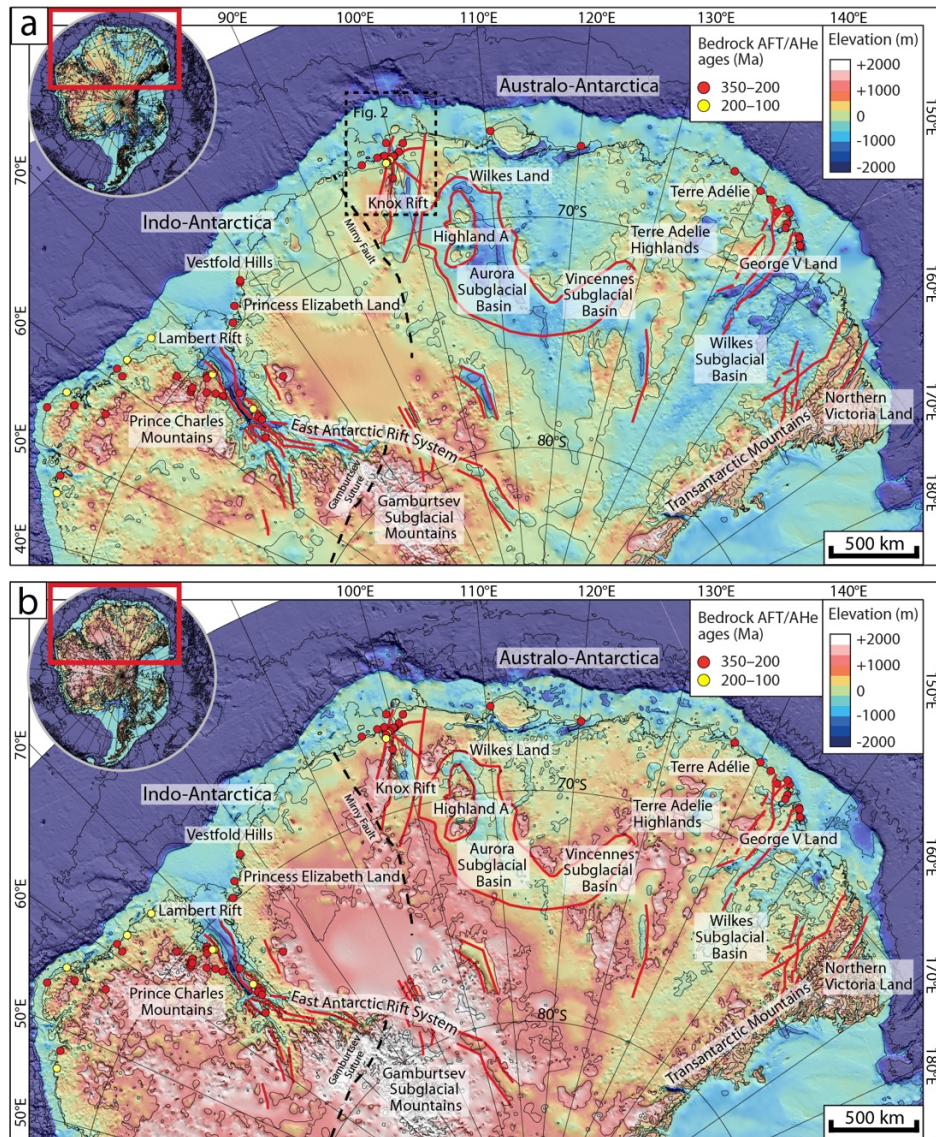 a
90°E
100°E
110°E
120°E
130°E
140°E
Bedrock AFT/AHe
ages (Ma)
350–200
200–100
Elevation (m)
+2000
+1000
0
-1000
-2000
150°E
Australo-Antarctica
Fig. 2
70°E
Wilkes Land
Terre Adélie
Knox Rift
70°S
Indo-Antarctica
Mirny Fault
Highland A
Terre Adelie
Highlands
George V Land
160°E
Vestfold Hills
Aurora
Subglacial
Basin
Vincennes
Subglacial
Basin
Princess Elizabeth Land
60°E
Wilkes
Subglacial
Basin
Lambert Rift
Northern
Victoria Land
170°E
Prince Charles
Mountains
50°E
East Antarctic Rift System
80°S
Transantarctic Mountains
Gamburtsev
Suture
Gamburtsev
Subglacial
Mountains
180°E
40°E
500 km
b
100°E
110°E
120°E
130°E
140°E
Bedrock AFT/AHe
ages (Ma)
350–200
200–100
Elevation (m)
+2000
+1000
0
-1000
-2000
150°E
Australo-Antarctica
70°E
Wilkes Land
Terre Adélie
Knox Rift
70°S
Indo-Antarctica
Mirny Fault
Highland A
Terre Adelie
Highlands
Vestfold Hills
George V Land
160°E
Aurora
Subglacial
Basin
Vincennes
Subglacial
Basin
Princess Elizabeth Land
60°E
Lambert Rift
Wilkes
Subglacial
Basin
Northern
Victoria Land
170°E
Prince Charles
Mountains
50°E
East Antarctic Rift System
80°S
Transantarctic Mountains
Gamburtsev
Suture
Gamburtsev
Subglacial
Mountains
180°E
50°E
500 km